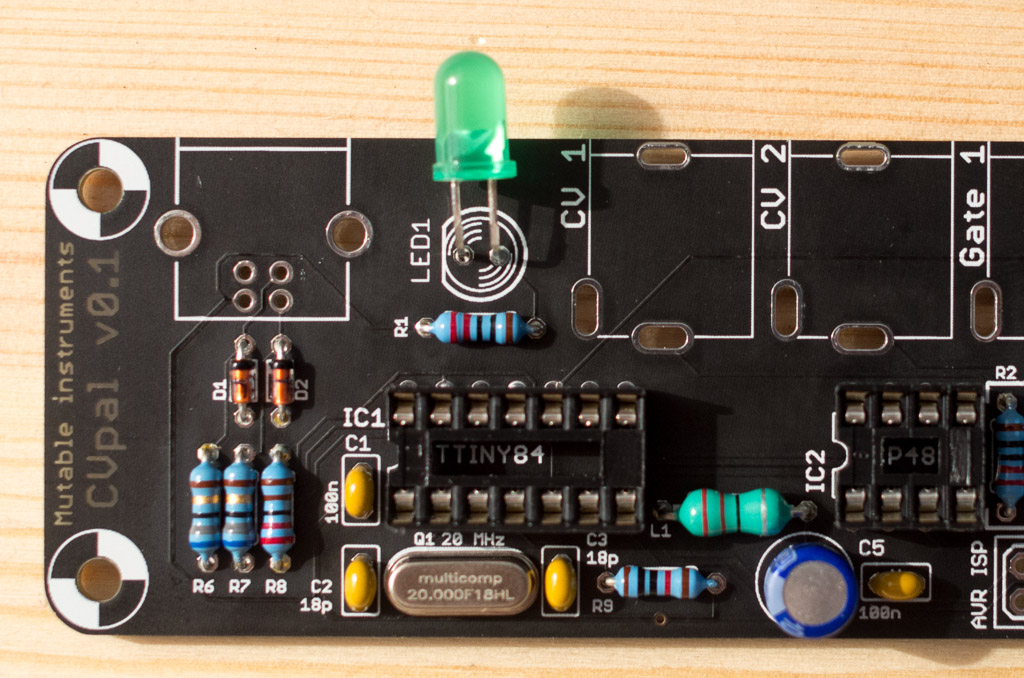 Mutable instruments
CVpal v0.1
LED1
CV 1
CV 2
Gate 1
R1
R2
D1
D2
IC1
C1
100n
TTINY84
IC2
P48
L1
Q1 20 MHz
C3
18p
multicomp
20.000F18HL
R6
R7
R8
C2
18p
R9
C5
100n
AVR ISP